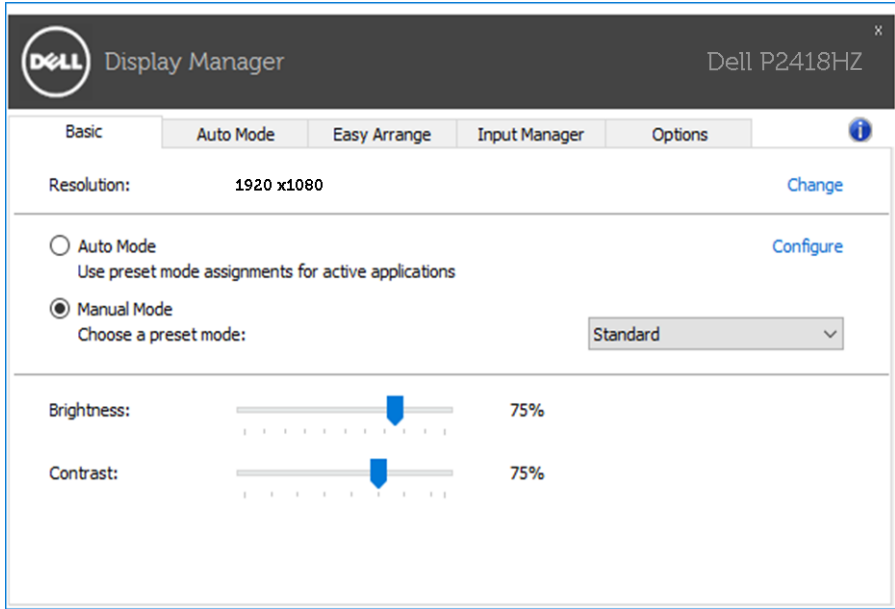 x
DELL Display Manager Dell P2418HZ
Basic Auto Mode Easy Arrange Input Manager Options i
Resolution: 1920 x1080 Change
Auto Mode Configure
Use preset mode assignments for active applications
Manual Mode
Choose a preset mode: Standard
Brightness: 75%
Contrast: 75%